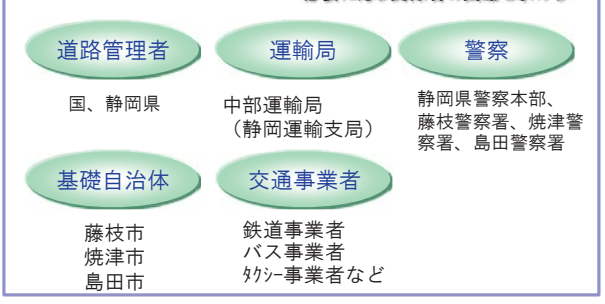 道路管理者
運輸局
警察
国、静岡県
中部運輸局
（静岡運輸支局）
静岡県警察本部、
藤枝警察署、焼津警
察署、島田警察署
基礎自治体
交通事業者
藤枝市
焼津市
島田市
鉄道事業者
バス事業者
ﾀｸｼｰ事業者など